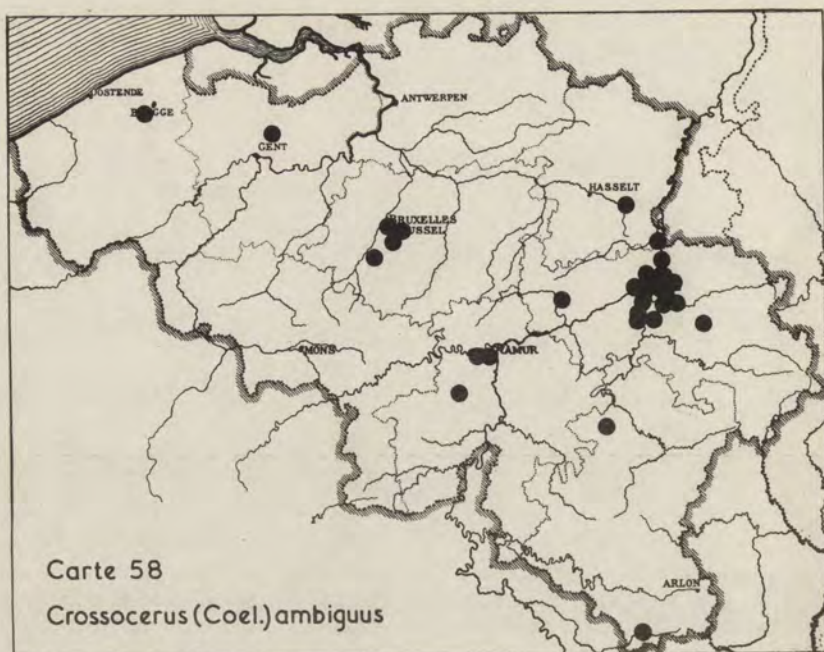 OOSTENDE
BRUGGE
ANTWERPEN
GENT
HASSELT
BRUXELLES
BRUSSEL
MONS
NAMUR
ARLON
Carte 58
Crossocerus (Coel.) ambiguus